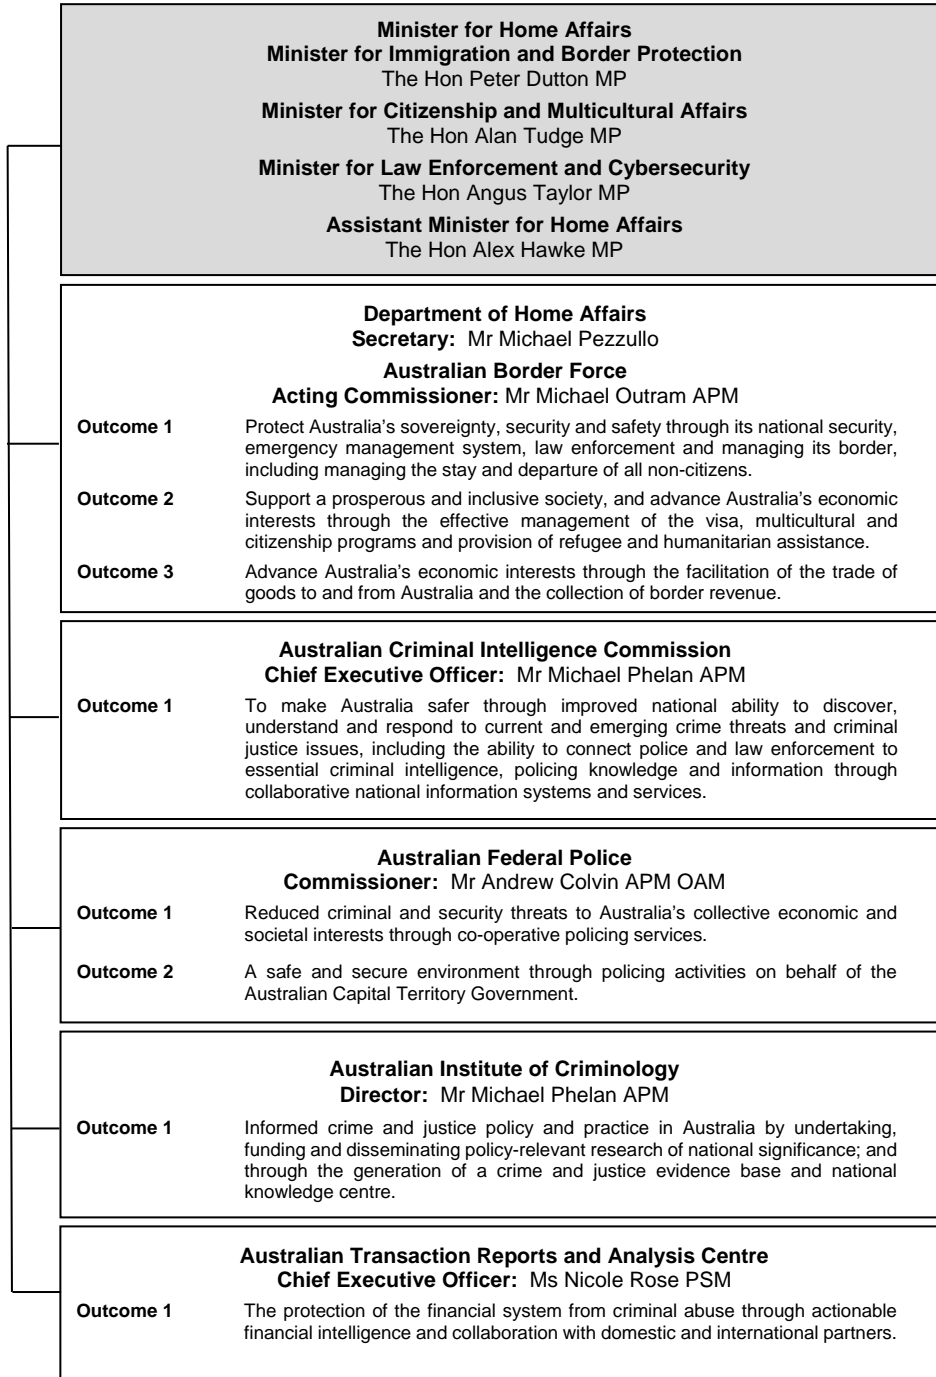 Minister for Home Affairs
Minister for Immigration and Border Protection
The Hon Peter Dutton MP
Minister for Citizenship and Multicultural Affairs
The Hon Alan Tudge MP
Minister for Law Enforcement and Cybersecurity
The Hon Angus Taylor MP
Assistant Minister for Home Affairs
The Hon Alex Hawke MP
Department of Home Affairs
Secretary: Mr Michael Pezzullo
Australian Border Force
Acting Commissioner: Mr Michael Outram APM
Outcome 1 Protect Australia’s sovereignty, security and safety through its national security,
emergency management system, law enforcement and managing its border,
including managing the stay and departure of all non-citizens.
Outcome 2 Support a prosperous and inclusive society, and advance Australia’s economic
interests through the effective management of the visa, multicultural and
citizenship programs and provision of refugee and humanitarian assistance.
Outcome 3 Advance Australia’s economic interests through the facilitation of the trade of
goods to and from Australia and the collection of border revenue.
Australian Criminal Intelligence Commission
Chief Executive Officer: Mr Michael Phelan APM
Outcome 1 To make Australia safer through improved national ability to discover,
understand and respond to current and emerging crime threats and criminal
justice issues, including the ability to connect police and law enforcement to
essential criminal intelligence, policing knowledge and information through
collaborative national information systems and services.
Australian Federal Police
Commissioner: Mr Andrew Colvin APM OAM
Outcome 1 Reduced criminal and security threats to Australia’s collective economic and
societal interests through co-operative policing services.
Outcome 2 A safe and secure environment through policing activities on behalf of the
Australian Capital Territory Government.
Australian Institute of Criminology
Director: Mr Michael Phelan APM
Outcome 1 Informed crime and justice policy and practice in Australia by undertaking,
funding and disseminating policy-relevant research of national significance; and
through the generation of a crime and justice evidence base and national
knowledge centre.
Australian Transaction Reports and Analysis Centre
Chief Executive Officer: Ms Nicole Rose PSM
Outcome 1 The protection of the financial system from criminal abuse through actionable
financial intelligence and collaboration with domestic and international partners.